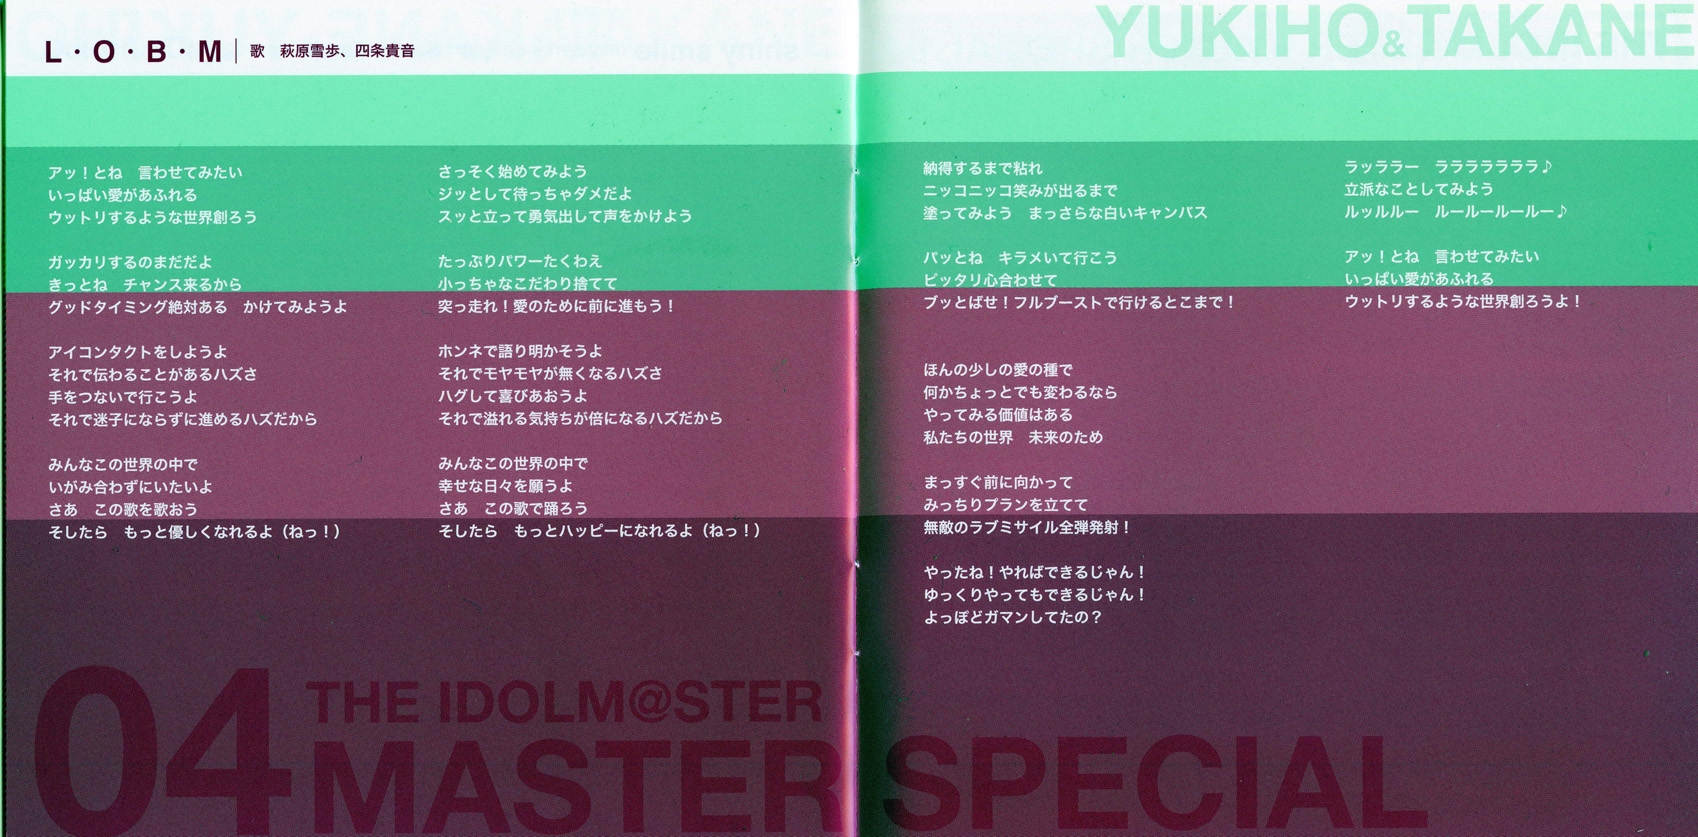 L・O・B・M
歌　萩原雪歩、四条貴音
アッ！とね　言わせてみたい
いっぱい愛があふれる
ウットリするような世界創ろう
ガッカリするのまだだよ
きっとね　チャンス来るから
グッドタイミング絶対ある　かけてみようよ
アイコンタクトをしようよ
それで伝わることがあるハズさ
手をつないで行こうよ
それで迷子にならずに進めるハズだから
みんなこの世界の中で
いがみ合わずにいたいよ
さあ　この歌を歌おう
そしたら　もっと優しくなれるよ（ねっ！）
さっそく始めてみよう
ジッとして待っちゃダメだよ
スッと立って勇気出して声をかけよう
たっぷりパワーたくわえ
小っちゃなこだわり捨てて
突っ走れ！愛のために前に進もう！
ホンネで語り明かそうよ
それでモヤモヤが無くなるハズさ
ハグして喜びあおうよ
それで溢れる気持ちが倍になるハズだから
みんなこの世界の中で
幸せな日々を願うよ
さあ　この歌で踊ろう
そしたら　もっとハッピーになれるよ（ねっ！）
04
THE IDOLM@STER
MASTER SPECIAL
YUKIHO&TAKANE
納得するまで粘れ
ニッコニッコ笑みが出るまで
塗ってみよう　まっさらな白いキャンバス
パッとね　キラメいて行こう
ピッタリ心合わせて
ブッとばせ！フルブーストで行けるとこまで！
ほんの少しの愛の種で
何かちょっとでも変わるなら
やってみる価値はある
私たちの世界　未来のため
まっすぐ前に向かって
みっちりプランを立てて
無敵のラブミサイル全弾発射！
やったね！やればできるじゃん！
ゆっくりやってもできるじゃん！
よっぽどガマンしてたの？
ラッララー　ラララララララ♪
立派なことしてみよう
ルッルルー　ルールールールー♪
アッ！とね　言わせてみたい
いっぱい愛があふれる
ウットリするような世界創ろうよ！